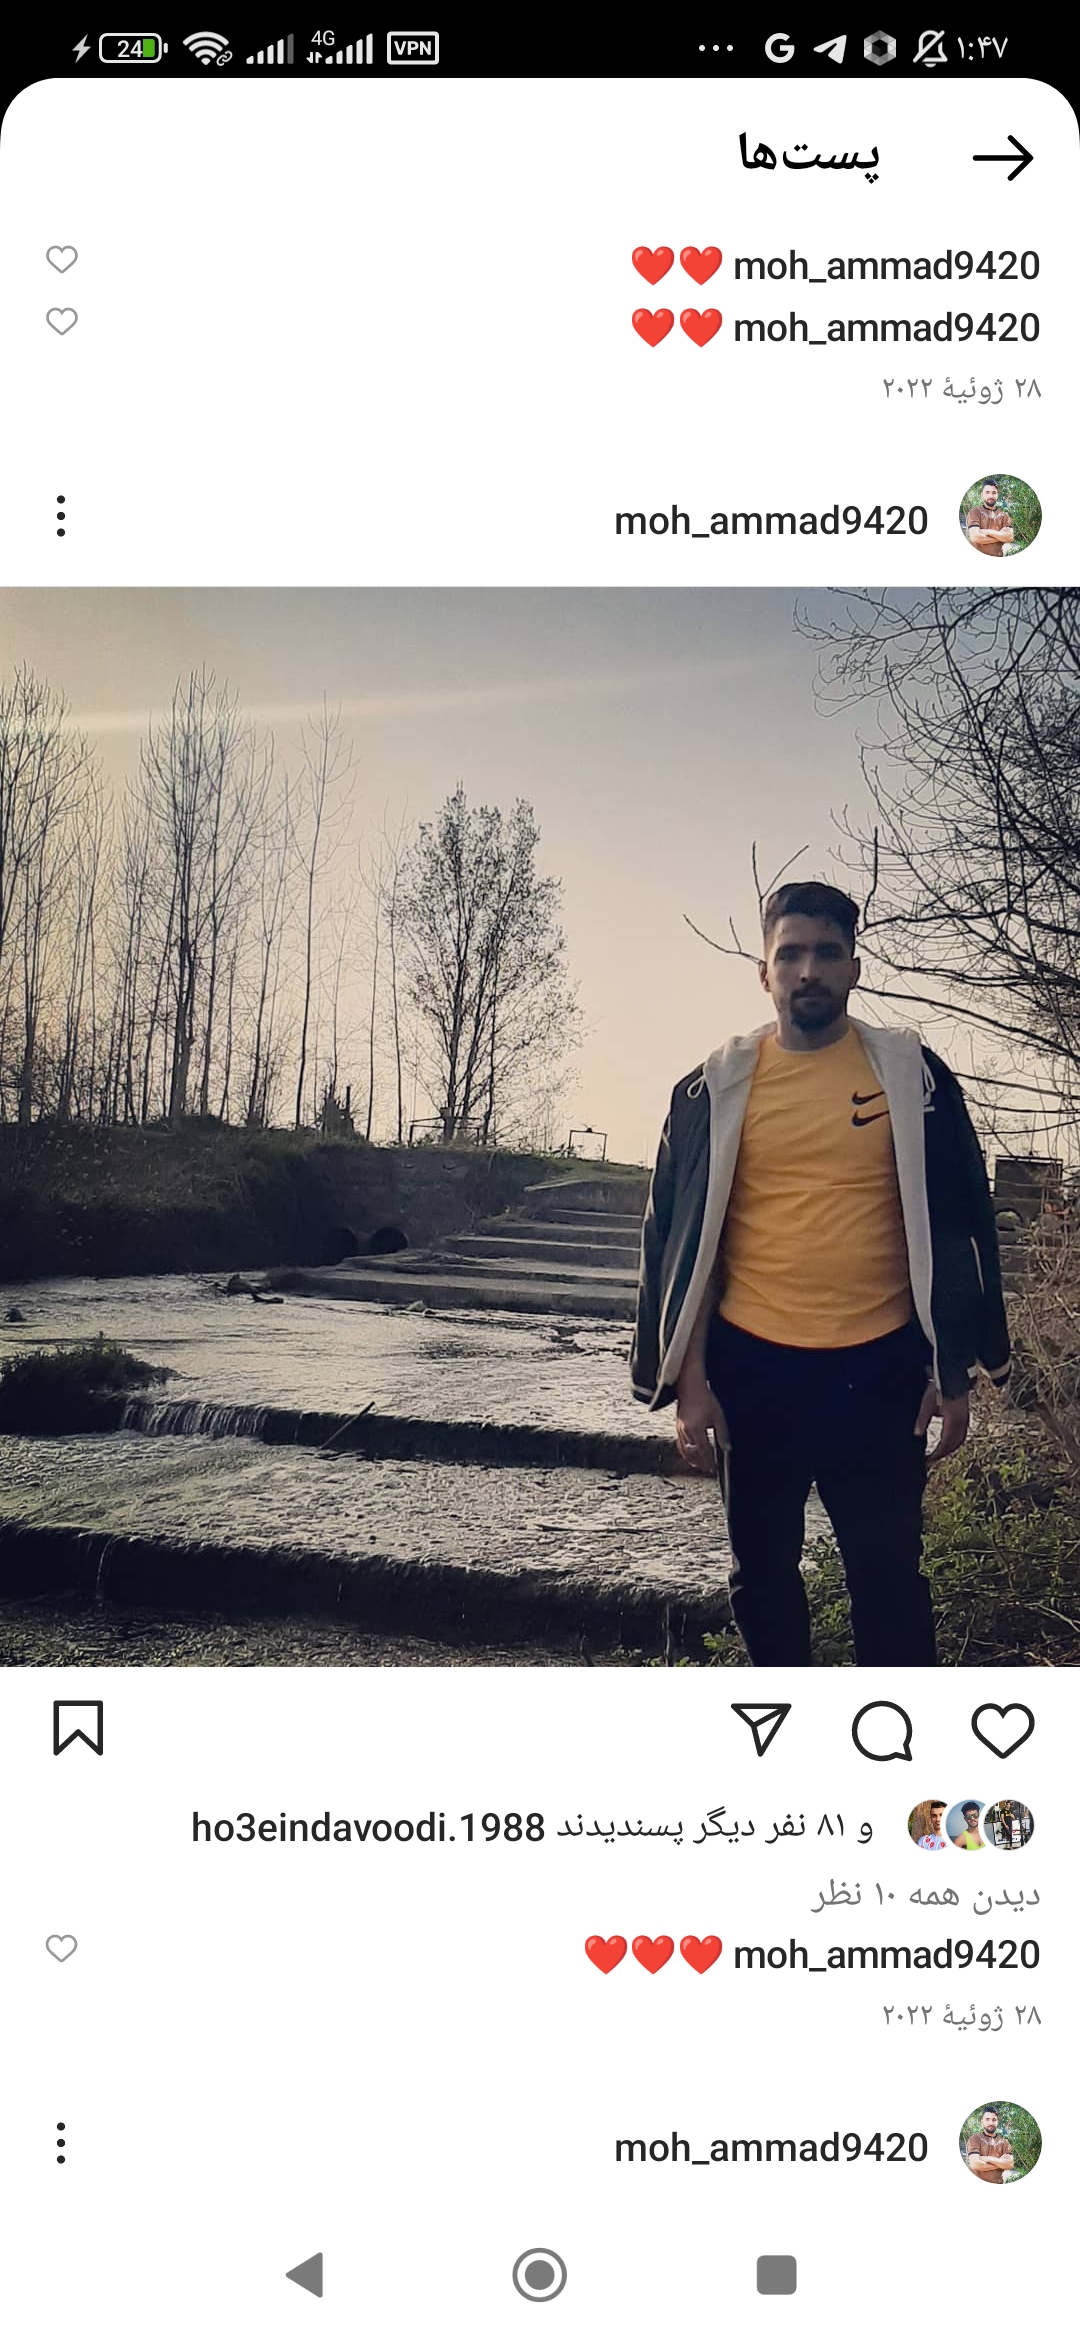 24 4G VPN ۱:۴۷
پست‌ها
moh_ammad9420 ❤️❤️
moh_ammad9420 ❤️❤️
۲۸ ژوئیهٔ ۲۰۲۲
moh_ammad9420
ho3eindavoodi.1988 و ۸۱ نفر دیگر پسندیدند
دیدن همه ۱۰ نظر
moh_ammad9420 ❤️❤️❤️
۲۸ ژوئیهٔ ۲۰۲۲
moh_ammad9420